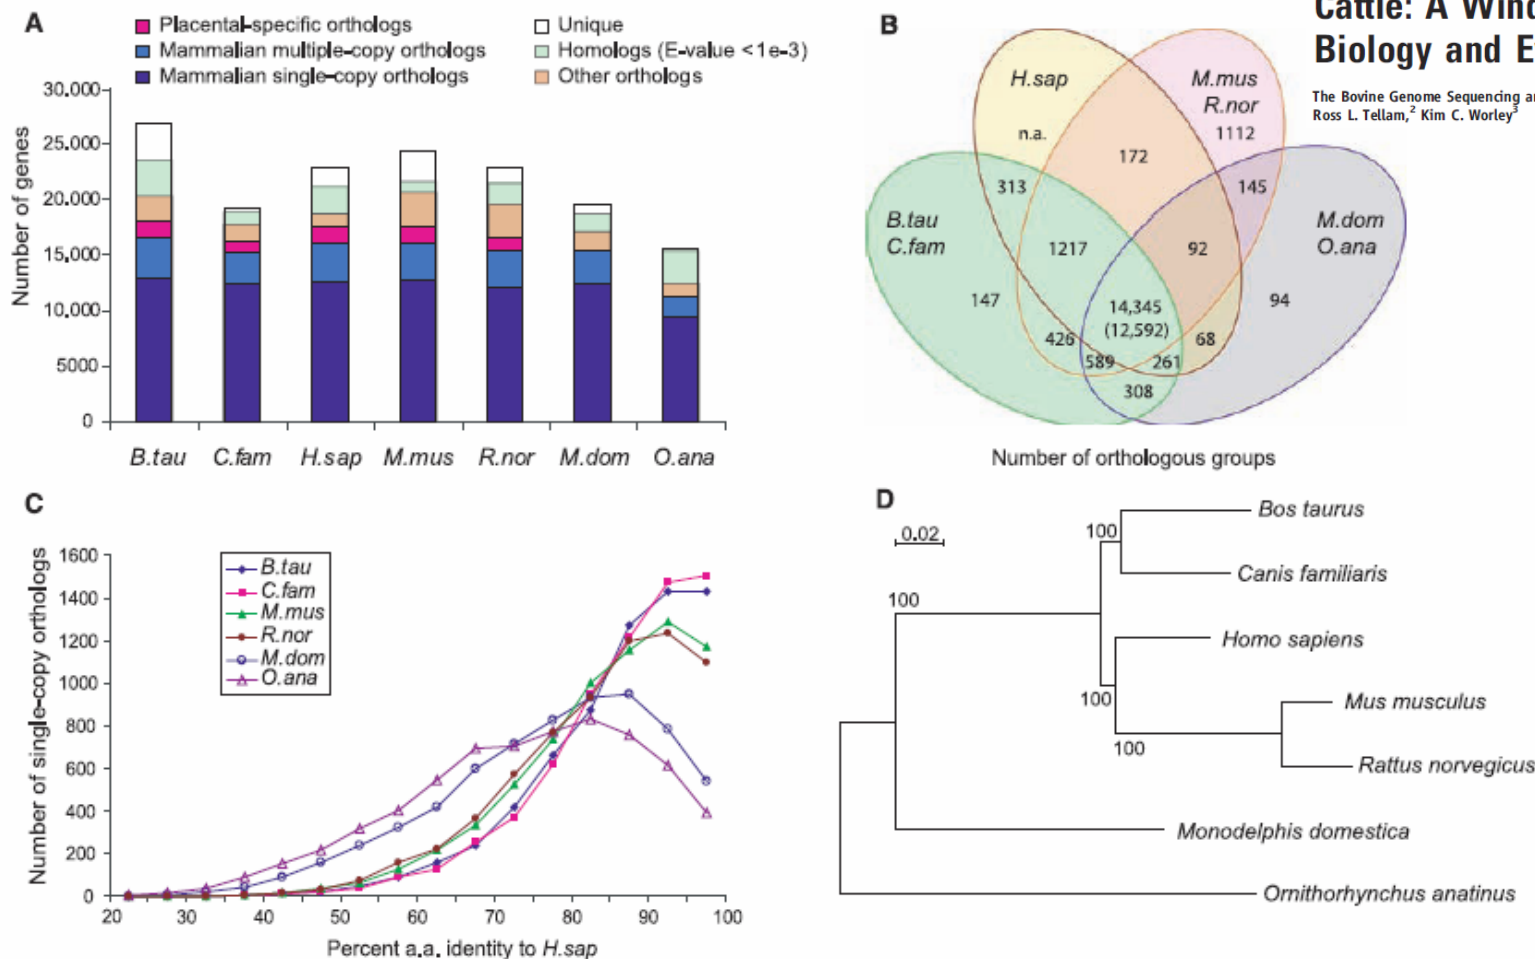 A
Placental-specific orthologs
Mammalian multiple-copy orthologs
Mammalian single-copy orthologs
Unique
Homologs (E-value <1e-3)
Other orthologs
Number of genes
30.000
25.000
20.000
15,000
10,000
5000
0
B.tau C.fam H.sap M.mus R.nor M.dom O.ana
B
H.sap
n.a.
M.mus
R.nor
1112
172
313
145
B.tau
C.fam
M.dom
O.ana
1217
92
147
94
14,345
(12,592)
426
68
589
261
308
Number of orthologous groups
Cattle: A Wind
Biology and E
The Bovine Genome Sequencing a
Ross L. Tellam,2 Kim C. Worley3
C
Number of single-copy orthologs
1600
1400
1200
1000
800
600
400
200
0
B.tau
C.fam
M.mus
R.nor
M.dom
O.ana
20 30 40 50 60 70 80 90 100
Percent a.a. identity to H.sap
D
0.02
100
Bos taurus
Canis familiaris
100
Homo sapiens
100
Mus musculus
100
Rattus norvegicus
Monodelphis domestica
Ornithorhynchus anatinus